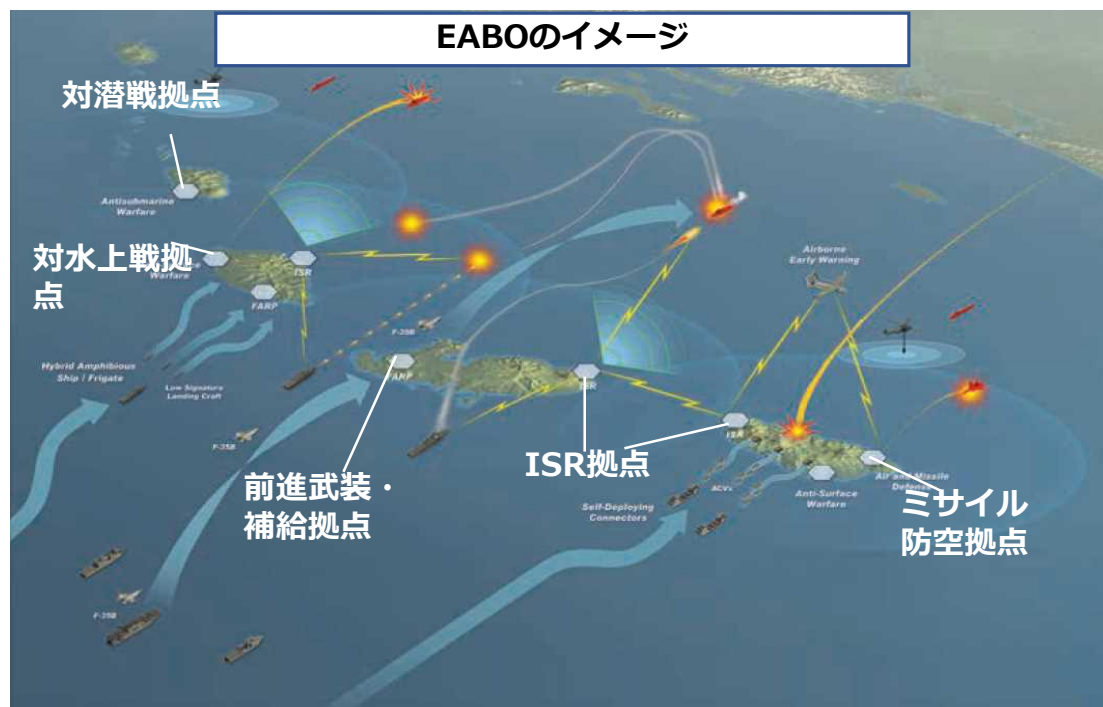 EABOのイメージ
対潜戦拠点
Antisubmarine
Warfare
対水上戦拠
点
Warfare
ISR
FARP
Airborne
Early Warning
F-35B
Hybrid Amphibious
Ship / Frigate
Low Signature
Landing Craft
FARP
F-35B
ISR
前進武装・
補給拠点
ISR拠点
Self-Deploying
Connectors
ACVs
Anti-Surface
Warfare
Air and Missile
Defense
ミサイル
防空拠点
F-35B